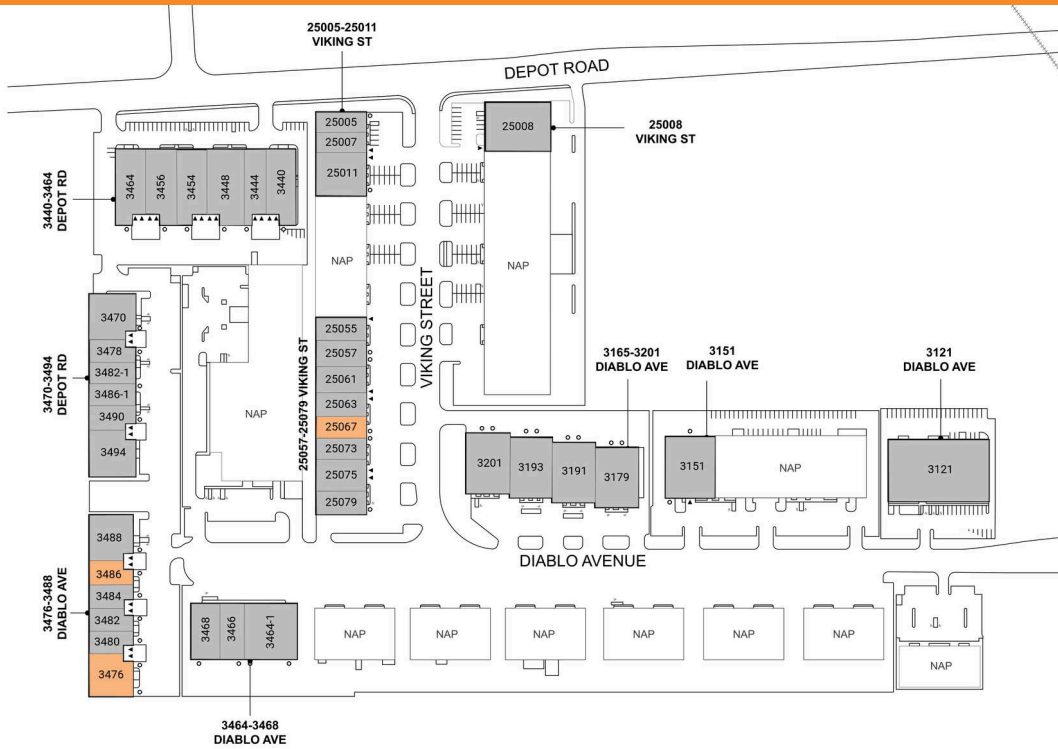 25005-25011
VIKING ST
DEPOT ROAD
25008
VIKING ST
25005
25007
25011
25008
3440-3464
DEPOT RD
3464
3456
3454
3448
3444
3440
NAP
NAP
VIKING STREET
3470-3494
DEPOT RD
3470
3478
3482-1
3486-1
3490
3494
NAP
25057-25079 VIKING ST
25055
25057
25061
25063
25067
25073
25075
25079
3165-3201
DIABLO AVE
3151
DIABLO AVE
3121
DIABLO AVE
3201
3193
3191
3179
3151
NAP
3121
DIABLO AVENUE
3476-3488
DIABLO AVE
3488
3486
3484
3482
3480
3476
3468
3466
3464-1
NAP
NAP
NAP
NAP
NAP
NAP
NAP
3464-3468
DIABLO AVE